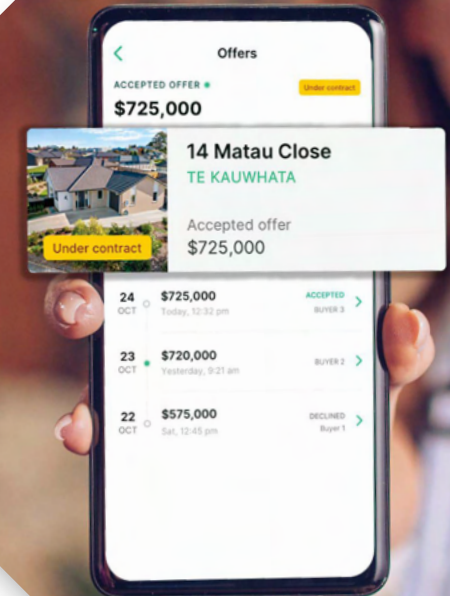 Offers
ACCEPTED OFFER
Under contract
$725,000
14 Matau Close
TE KAUWHATA
Under contract
Accepted offer
$725,000
24 OCT
$725,000
Today, 12:32 pm
ACCEPTED
BUYER 3
23 OCT
$720,000
Yesterday, 9:21 am
BUYER 2
22 OCT
$575,000
Sat, 12:45 pm
DECLINED
Buyer 1